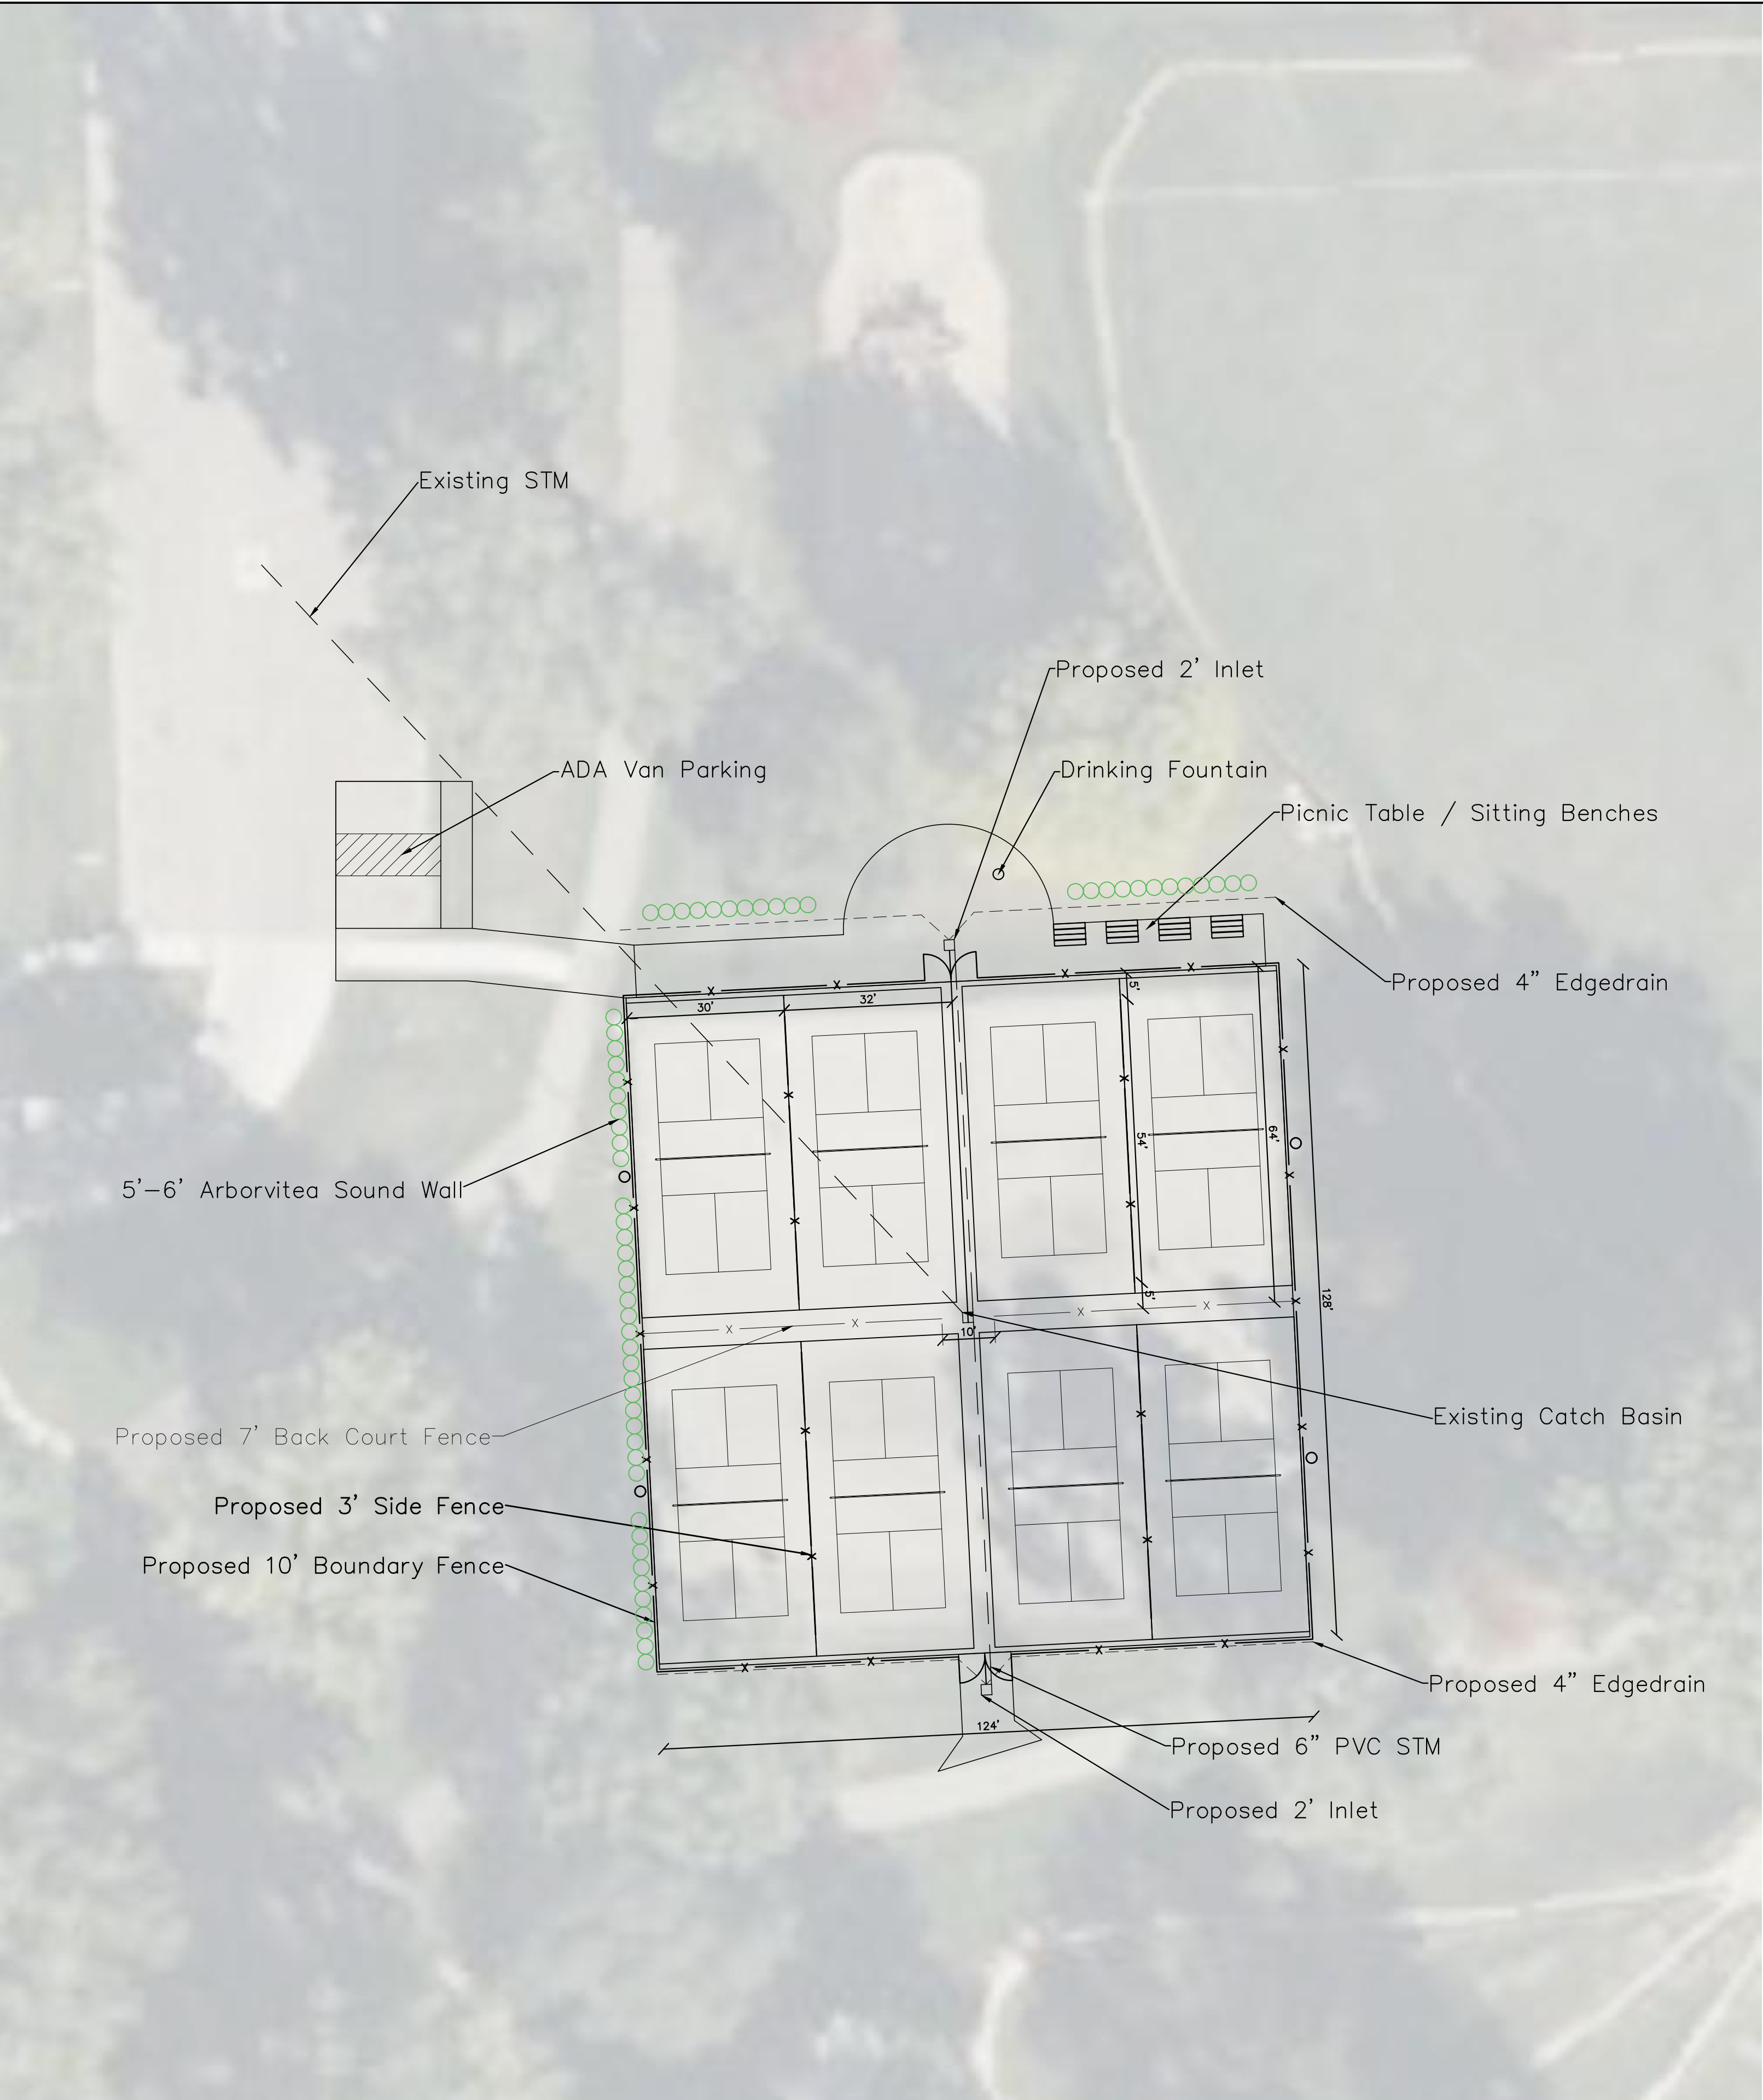 Existing STM
Proposed 2' Inlet
ADA Van Parking
Drinking Fountain
Picnic Table / Sitting Benches
Proposed 4" Edgedrain
30'
32'
5'
54'
64'
5'-6' Arborvitea Sound Wall
5'
128'
10'
Existing Catch Basin
Proposed 7' Back Court Fence
Proposed 3' Side Fence
Proposed 10' Boundary Fence
Proposed 4" Edgedrain
124'
Proposed 6" PVC STM
Proposed 2' Inlet